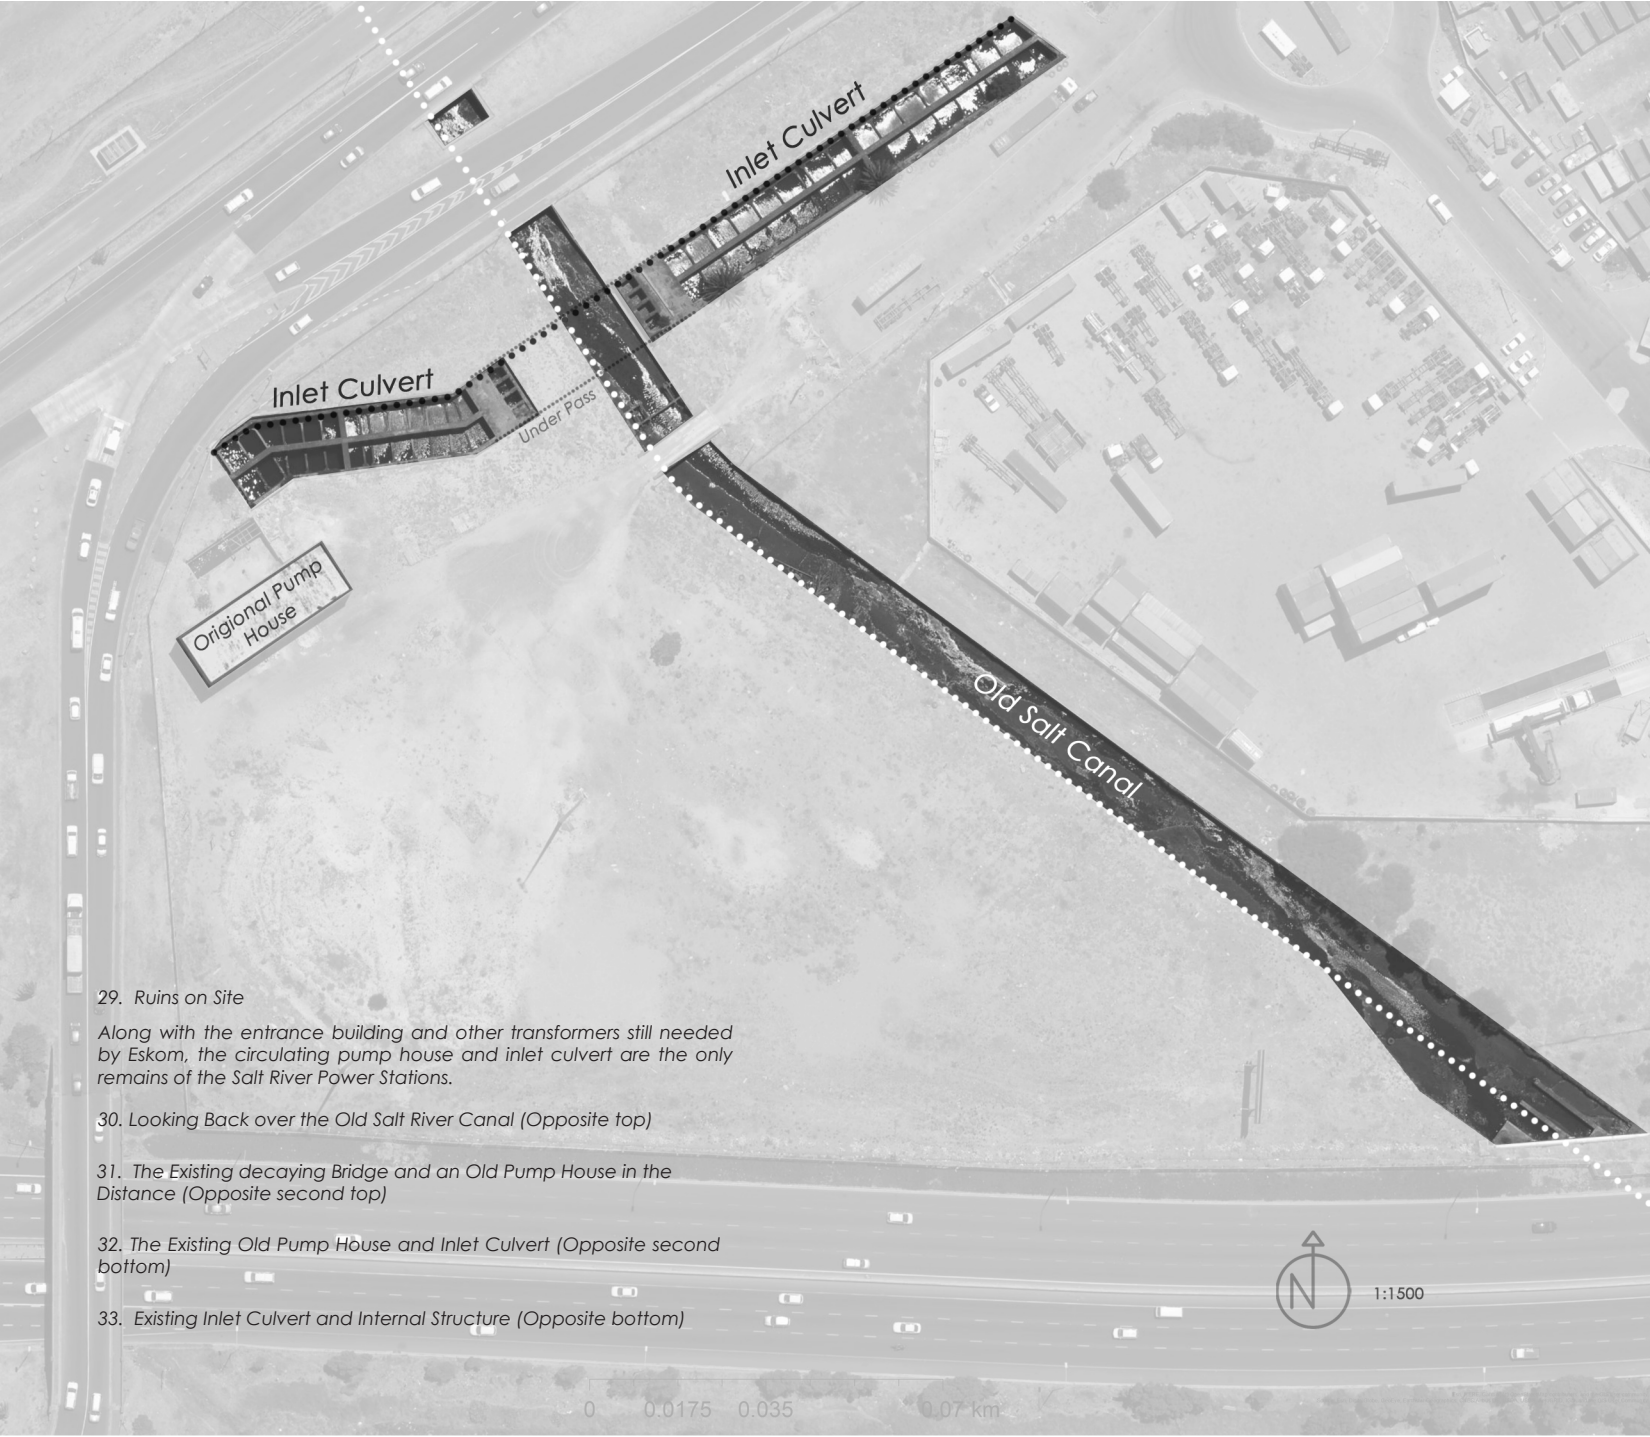 Inlet Culvert
Inlet Culvert
Under Pass
Origional Pump
House
Old Salt Canal
29. Ruins on Site
Along with the entrance building and other transformers still needed
by Eskom, the circulating pump house and inlet culvert are the only
remains of the Salt River Power Stations.
30. Looking Back over the Old Salt River Canal (Opposite top)
31. The Existing decaying Bridge and an Old Pump House in the
Distance (Opposite second top)
32. The Existing Old Pump House and Inlet Culvert (Opposite second
bottom)
33. Existing Inlet Culvert and Internal Structure (Opposite bottom)
N
1:1500
0 0.0175 0.035 0.07 km